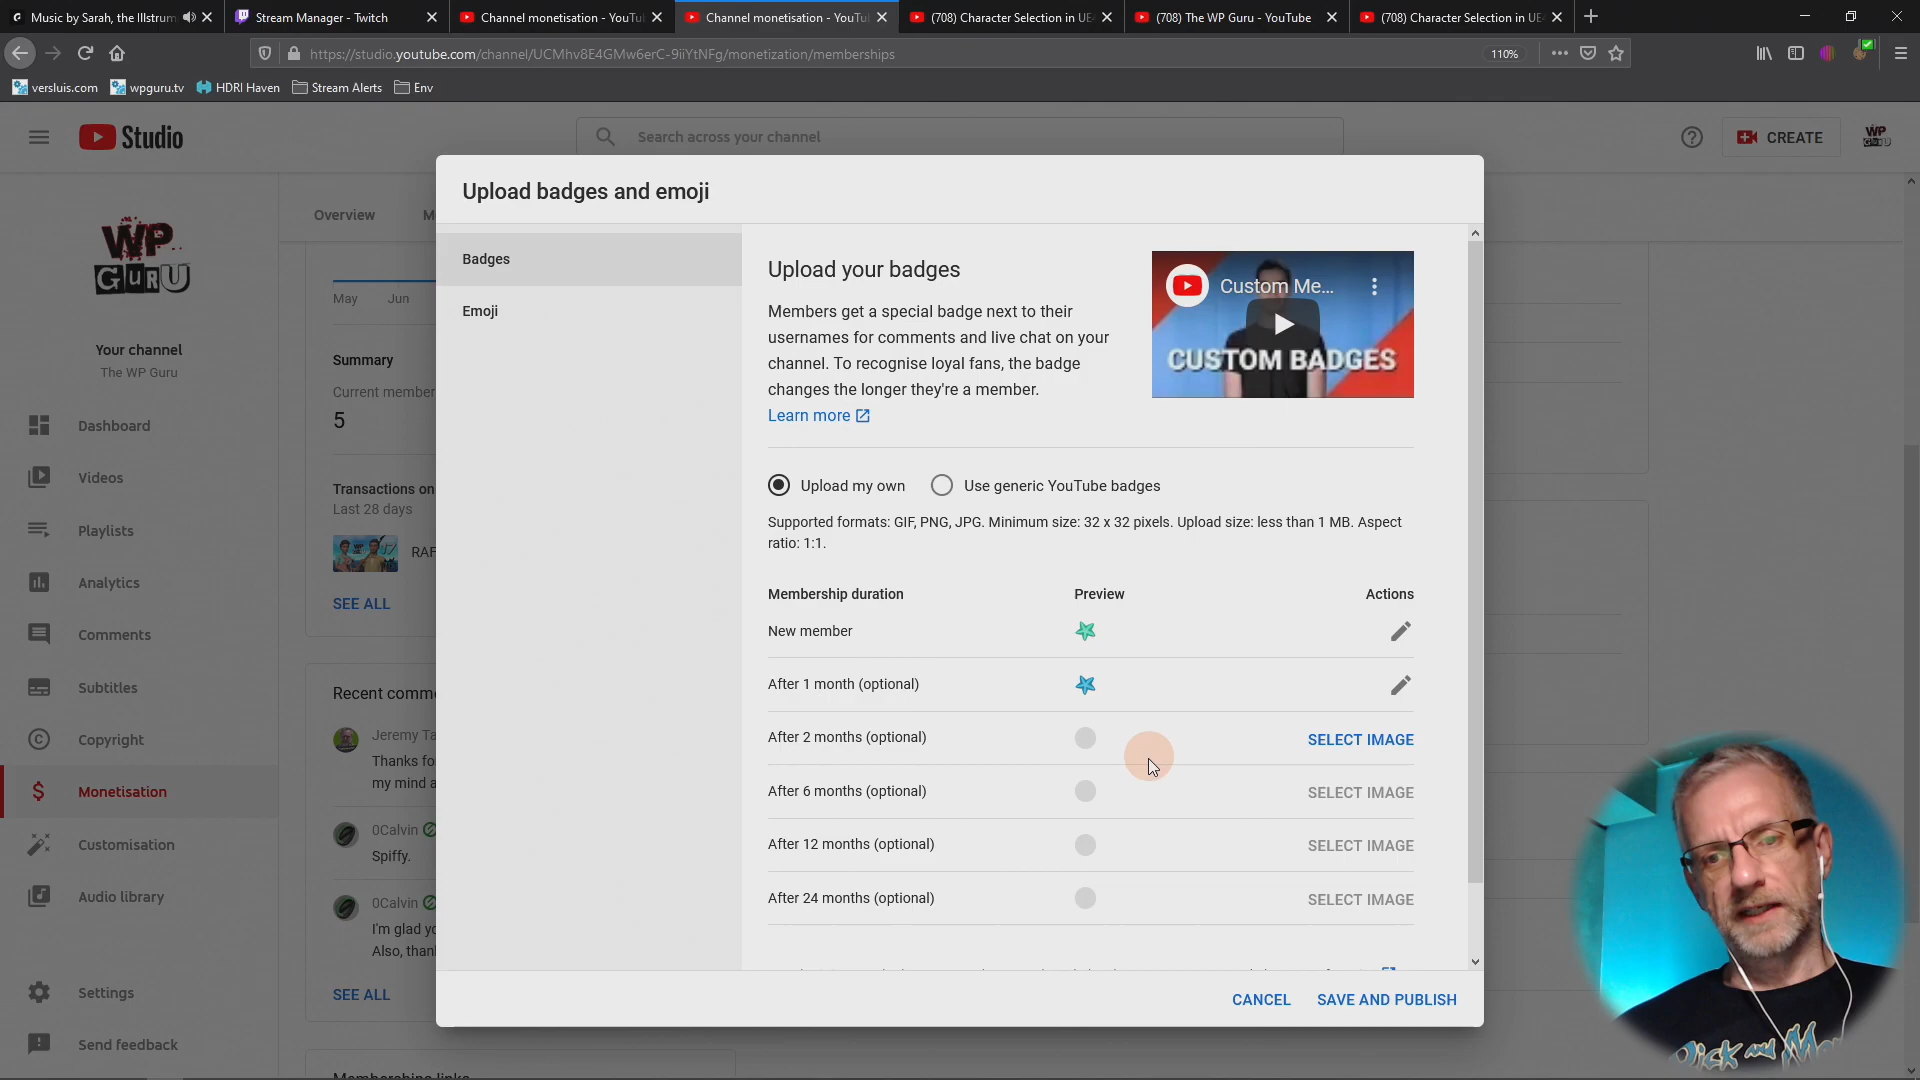 Music by Sarah, the Illstrum
Stream Manager - Twitch
Channel monetisation - YouTu
Channel monetisation - YouTu
(708) Character Selection in UE
(708) The WP Guru - YouTube
(708) Character Selection in UE
https://studio.youtube.com/channel/UCMhv8E4GMw6erC-9iiYtNFg/monetization/memberships
110%
versluis.com
wpguru.tv
HDRI Haven
Stream Alerts
Env
Studio
Search across your channel
CREATE
WP GURU
Your channel
The WP Guru
Dashboard
Videos
Playlists
Analytics
Comments
Subtitles
Copyright
Monetisation
Customisation
Audio library
Settings
Send feedback
Overview
May Jun
Summary
Current member
5
Transactions on
Last 28 days
RAF
SEE ALL
Recent comm
Jeremy Ta
Thanks fo
my mind a
0Calvin
Spiffy.
0Calvin
I'm glad yo
Also, than
SEE ALL
Memberships links
Upload badges and emoji
Badges
Emoji
Upload your badges
Members get a special badge next to their
usernames for comments and live chat on your
channel. To recognise loyal fans, the badge
changes the longer they're a member.
Learn more
Custom Me...
CUSTOM BADGES
Upload my own
Use generic YouTube badges
Supported formats: GIF, PNG, JPG. Minimum size: 32 x 32 pixels. Upload size: less than 1 MB. Aspect
ratio: 1:1.
Membership duration Preview Actions
New member
After 1 month (optional)
After 2 months (optional) SELECT IMAGE
After 6 months (optional) SELECT IMAGE
After 12 months (optional) SELECT IMAGE
After 24 months (optional) SELECT IMAGE
CANCEL
SAVE AND PUBLISH
Rick and Mo